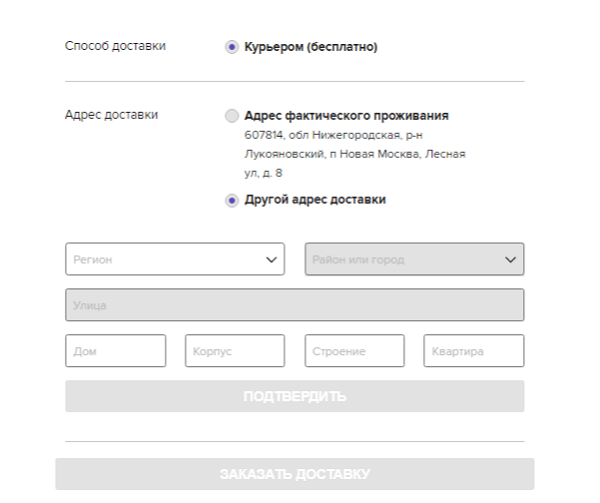 Способ доставки
Курьером (бесплатно)
Адрес доставки
Адрес фактического проживания
607814, обл Нижегородская, р-н
Лукояновский, п Новая Москва, Лесная
ул, д. 8
Другой адрес доставки
Регион
Район или город
Улица
Дом
Корпус
Строение
Квартира
ПОДТВЕРДИТЬ
ЗАКАЗАТЬ ДОСТАВКУ